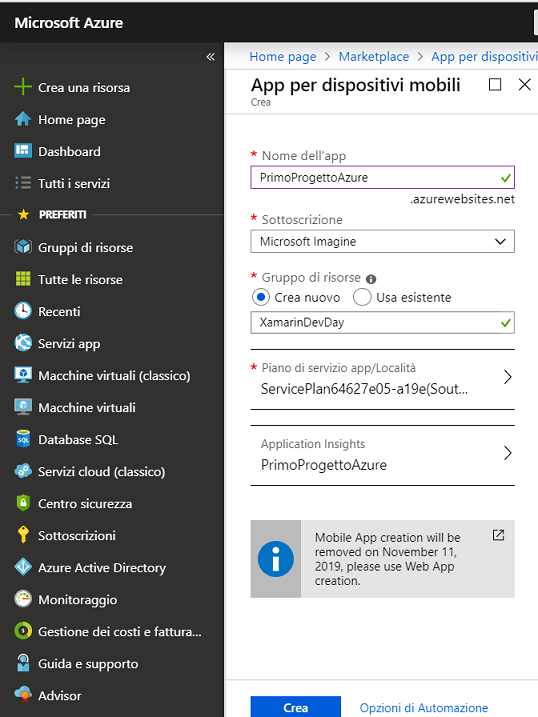 Microsoft Azure
«
Crea una risorsa
Home page
Dashboard
Tutti i servizi
PREFERITI
Gruppi di risorse
Tutte le risorse
Recenti
Servizi app
Macchine virtuali (classico)
Macchine virtuali
Database SQL
Servizi cloud (classico)
Centro sicurezza
Sottoscrizioni
Azure Active Directory
Monitoraggio
Gestione dei costi e fattura...
Guida e supporto
Advisor
Home page > Marketplace > App per dispositivi
App per dispositivi mobili
Crea
* Nome dell'app
PrimoProgettoAzure
.azurewebsites.net
* Sottoscrizione
Microsoft Imagine
* Gruppo di risorse
Crea nuovo Usa esistente
XamarinDevDay
* Piano di servizio app/Località
ServicePlan64627e05-a19e(Sout...
Application Insights
PrimoProgettoAzure
Mobile App creation will be
removed on November 11,
2019, please use Web App
creation.
Crea Opzioni di Automazione